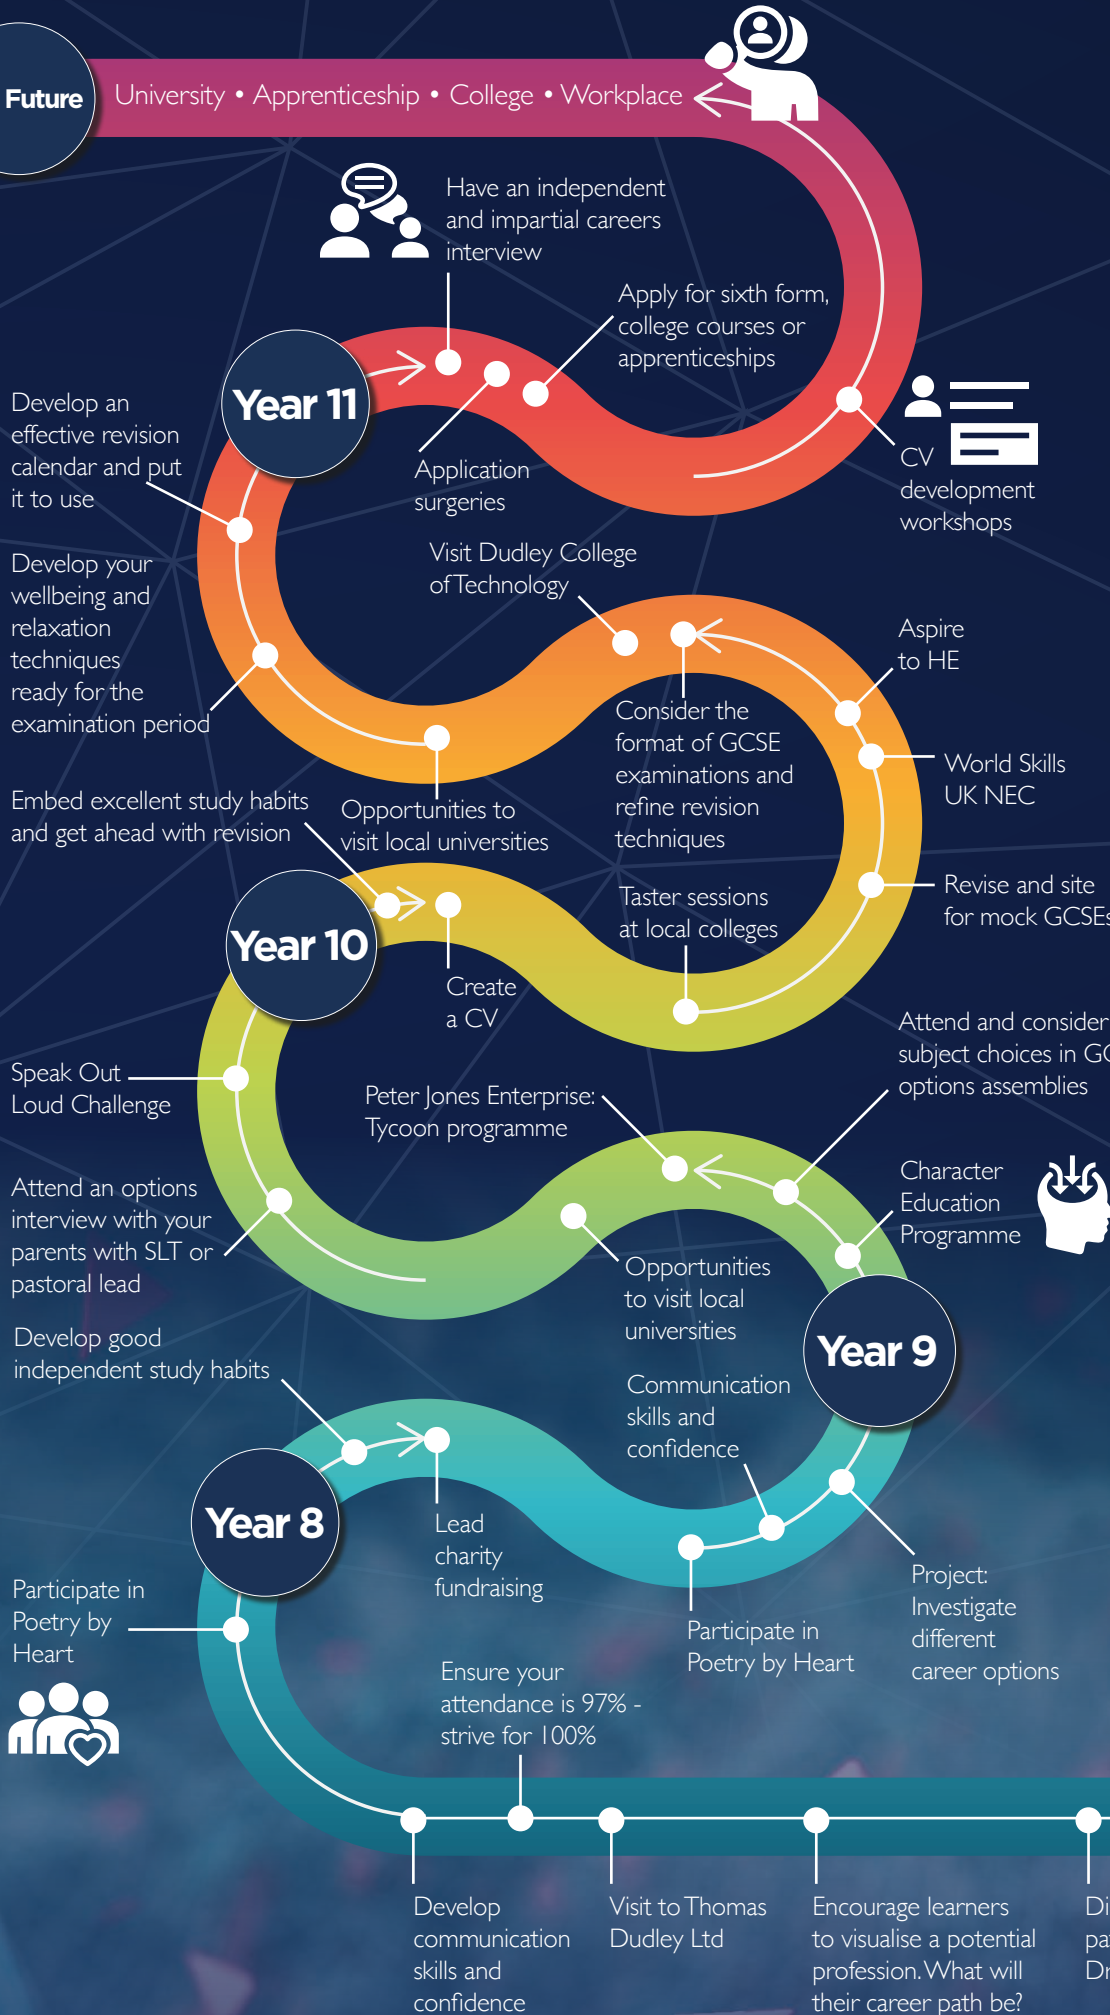 Future
University • Apprenticeship • College • Workplace
Have an independent
and impartial careers
interview
Apply for sixth form,
college courses or
apprenticeships
Year 11
Develop an
effective revision
calendar and put
it to use
Application
surgeries
CV
development
workshops
Visit Dudley College
of Technology
Develop your
wellbeing and
relaxation
techniques
ready for the
examination period
Aspire
to HE
Consider the
format of GCSE
examinations and
refine revision
techniques
World Skills
UK NEC
Embed excellent study habits
and get ahead with revision
Opportunities to
visit local universities
Revise and site
for mock GCSEs
Taster sessions
at local colleges
Year 10
Create
a CV
Attend and consider
subject choices in
options assemblies
Speak Out
Loud Challenge
Peter Jones Enterprise:
Tycoon programme
Character
Education
Programme
Attend an options
interview with your
parents with SLT or
pastoral lead
Opportunities
to visit local
universities
Year 9
Develop good
independent study habits
Communication
skills and
confidence
Year 8
Lead
charity
fundraising
Project:
Investigate
different
career options
Participate in
Poetry by
Heart
Participate in
Poetry by Heart
Ensure your
attendance is 97% -
strive for 100%
Develop
communication
skills and
confidence
Visit to Thomas
Dudley Ltd
Encourage learners
to visualise a potential
profession. What will
their career path be?